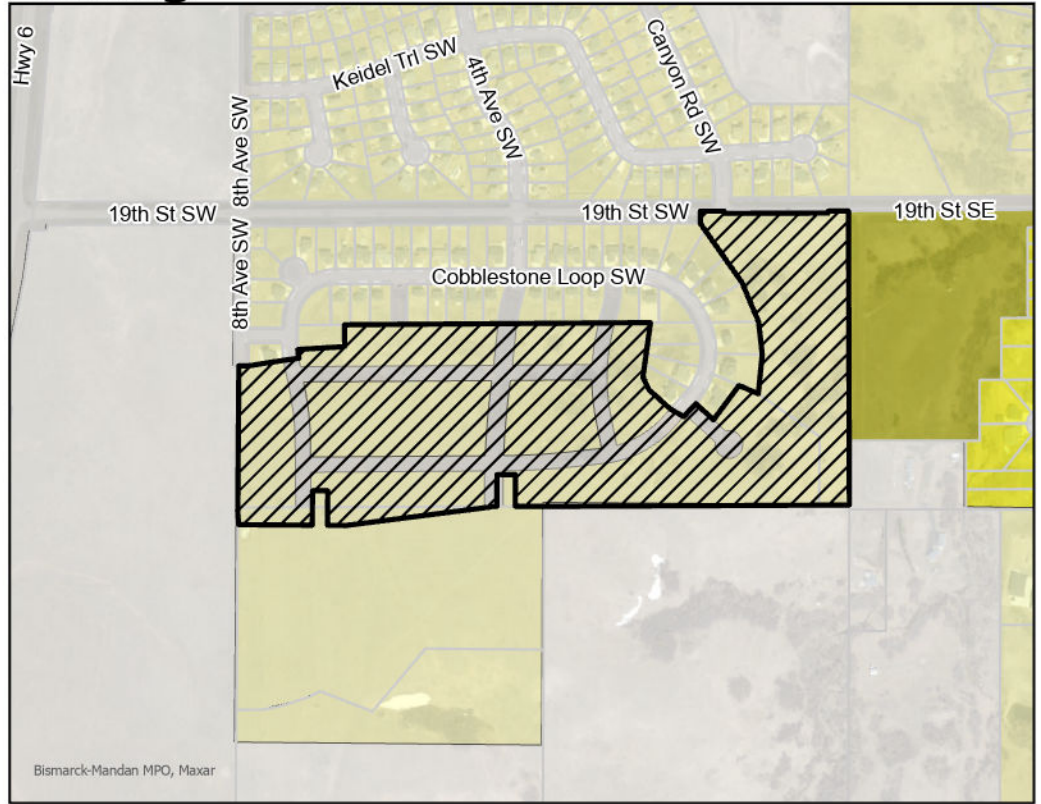 Hwy 6
Keidel Trl SW
4th Ave SW
Canyon Rd SW
8th Ave SW
19th St SW
19th St SW
19th St SE
8th Ave SW
Cobblestone Loop SW
Bismarck-Mandan MPO, Maxar